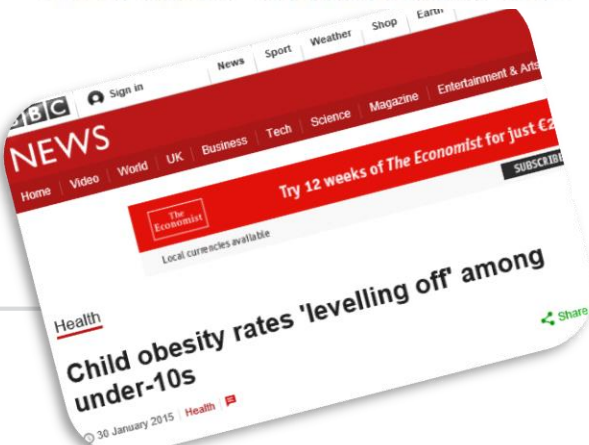 BBC Sign in News Sport Weather Shop Earth
NEWS
Home Video World UK Business Tech Science Magazine Entertainment & Arts
The
Economist
Try 12 weeks of The Economist for just €2
SUBSCRIBE
Local currencies available
Health
Child obesity rates 'levelling off' among
under-10s
30 January 2015 Health
Share